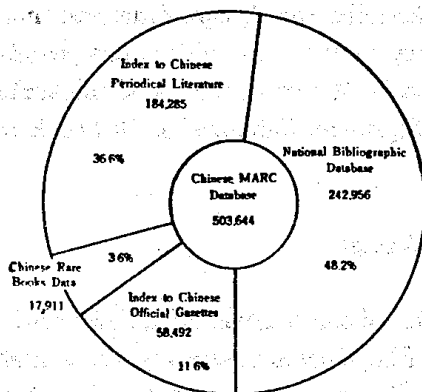 Index to Chinese
Periodical Literature
184,285
36.6%
National Bibliographic
Database
242,956
48.2%
Chinese MARC
Database
503,644
3.6%
Chinese Rare
Books Data
17,911
Index to Chinese
Official Gazettes
58,492
11.6%